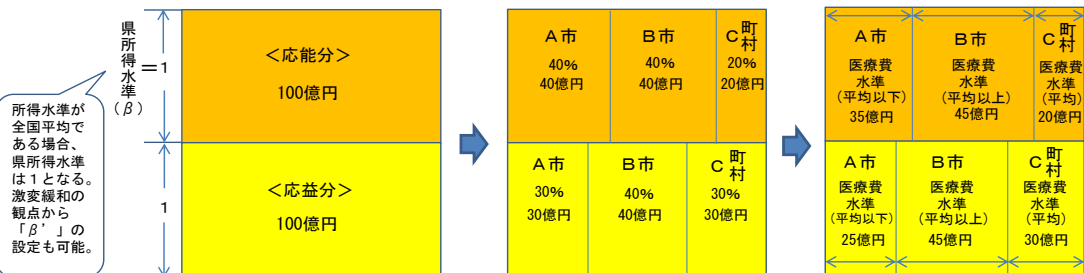 県所得水準(β)
=1
1
所得水準が
全国平均で
ある場合、
県所得水準
は1となる。
激変緩和の
観点から
「β’」の
設定も可能。
<応能分>
100億円
<応益分>
100億円
A市
40%
40億円
B市
40%
40億円
C町村
20%
20億円
A市
30%
30億円
B市
40%
40億円
C町村
30%
30億円
A市
医療費
水準
(平均以下)
35億円
B市
医療費
水準
(平均以上)
45億円
C町村
医療費
水準
(平均)
20億円
A市
医療費
水準
(平均以下)
25億円
B市
医療費
水準
(平均以上)
45億円
C町村
医療費
水準
(平均)
30億円